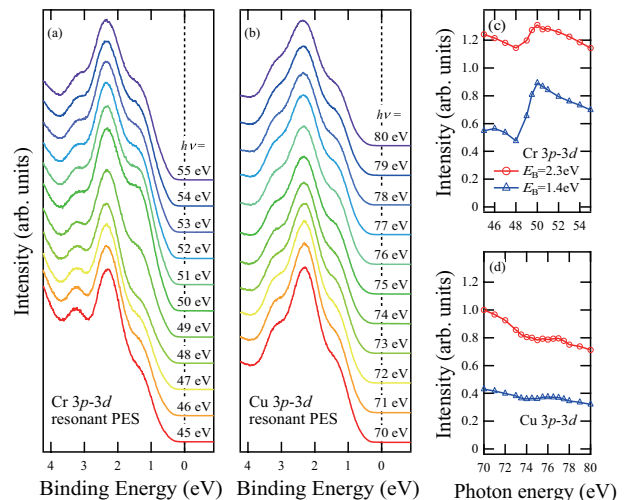 (a)
hν =
55 eV
54 eV
53 eV
52 eV
51 eV
50 eV
49 eV
48 eV
47 eV
46 eV
45 eV
Cr 3p-3d
resonant PES
4 3 2 1 0
Binding Energy (eV)
Intensity (arb. units)
(b)
hν =
80 eV
79 eV
78 eV
77 eV
76 eV
75 eV
74 eV
73 eV
72 eV
71 eV
70 eV
Cu 3p-3d
resonant PES
4 3 2 1 0
Binding Energy (eV)
(c)
Intensity (arb. units)
1.2
1.0
0.8
0.6
0.4
0.2
0
Cr 3p-3d
EB=2.3eV
EB=1.4eV
46 48 50 52 54
(d)
Intensity (arb. units)
1.2
1.0
0.8
0.6
0.4
0.2
0
Cu 3p-3d
70 72 74 76 78 80
Photon energy (eV)